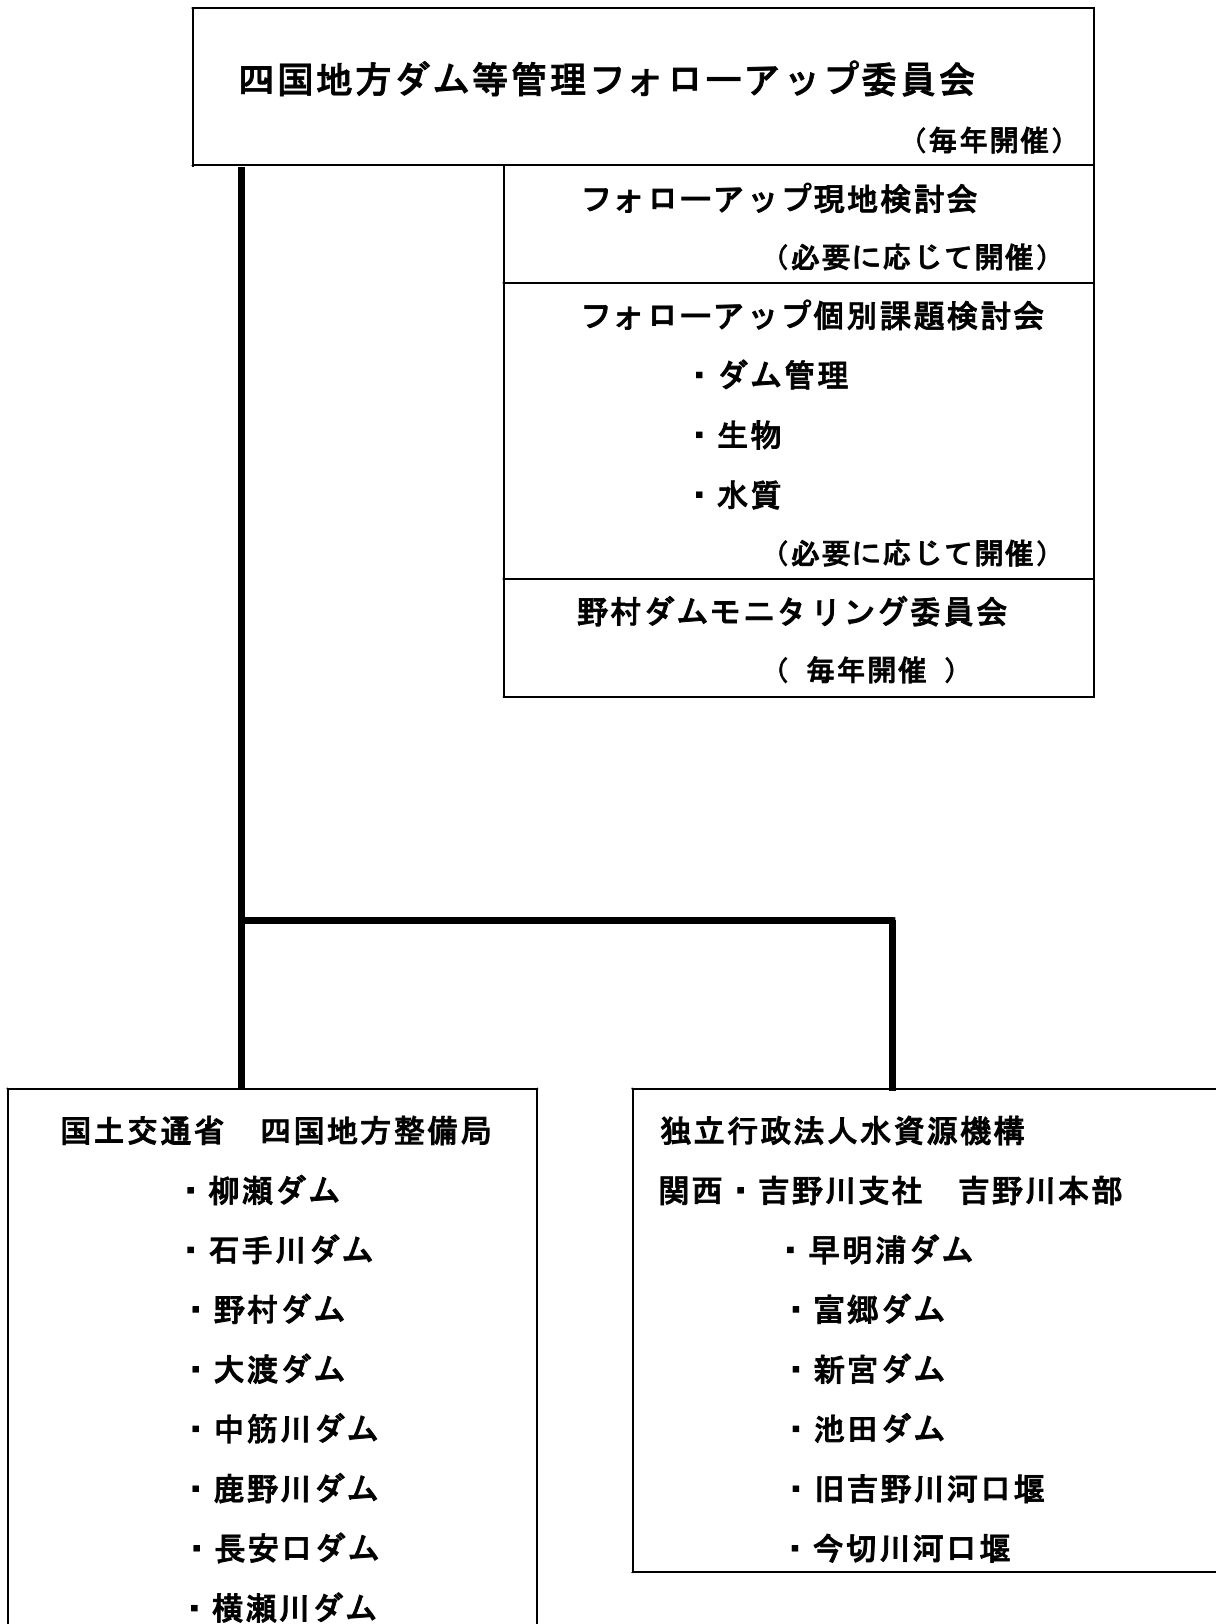 四国地方ダム等管理フォローアップ委員会
（毎年開催）
フォローアップ現地検討会
（必要に応じて開催）
フォローアップ個別課題検討会
・ダム管理
・生物
・水質
（必要に応じて開催）
野村ダムモニタリング委員会
（ 毎年開催 ）
国土交通省　四国地方整備局
・柳瀬ダム
・石手川ダム
・野村ダム
・大渡ダム
・中筋川ダム
・鹿野川ダム
・長安口ダム
・横瀬川ダム
独立行政法人水資源機構
関西・吉野川支社　吉野川本部
・早明浦ダム
・富郷ダム
・新宮ダム
・池田ダム
・旧吉野川河口堰
・今切川河口堰